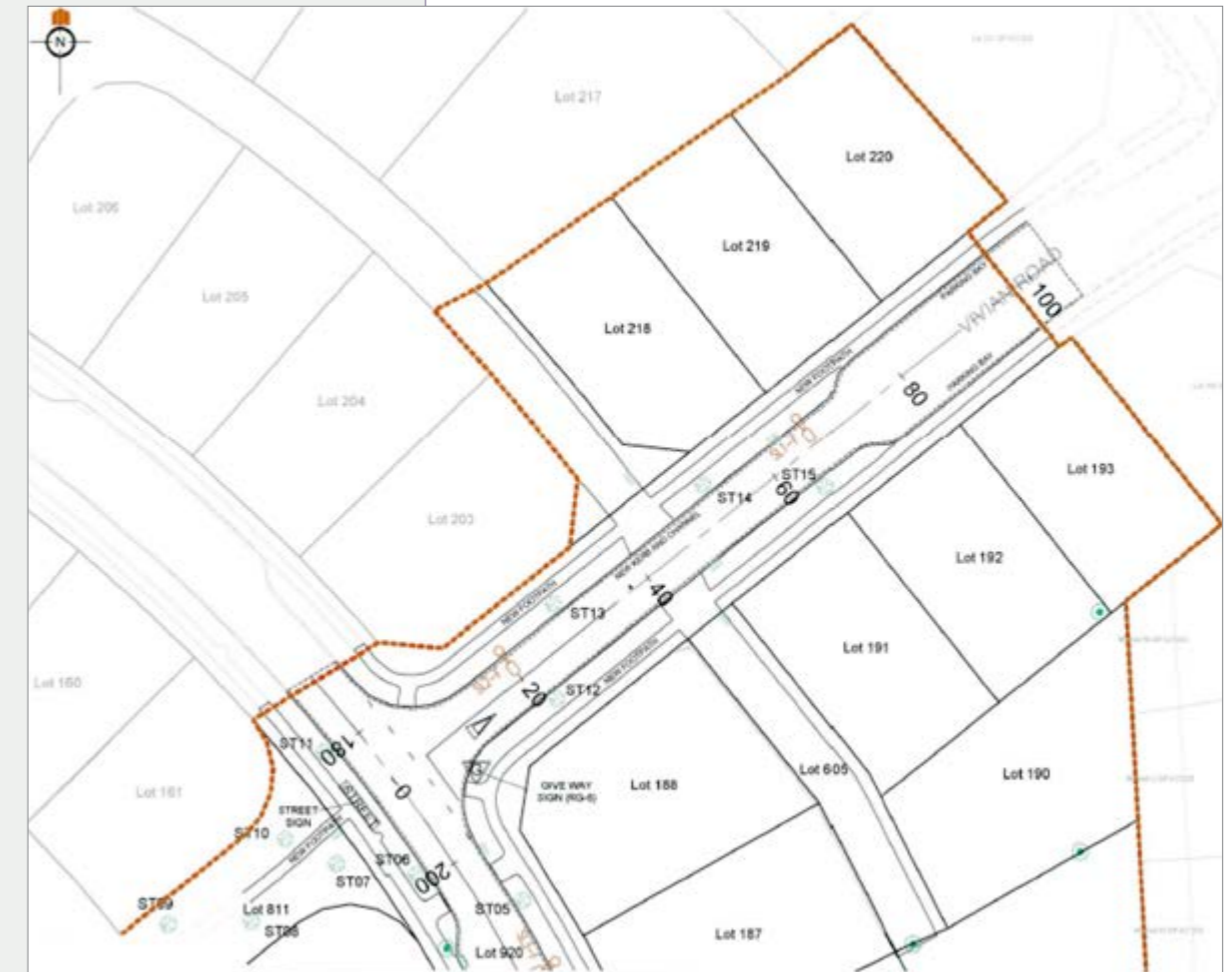 N
Lot 217
Lot 220
Lot 206
Lot 219
Lot 205
PARKING BAY
VIVIAN ROAD
100
Lot 218
NEW FOOTPATH
PARKING BAY
80
Lot 204
Lot 193
ST15
ST14
60
Lot 203
NEW KERB AND CHANNEL
Lot 192
NEW FOOTPATH
40
ST13
Lot 191
NEW FOOTPATH
Lot 160
20
ST12
ST11
180
Lot 188
Lot 605
Lot 190
GIVE WAY
SIGN (RG-6)
Lot 161
0
STREET
STREET
SIGN
ST10
NEW FOOTPATH
ST06
200
ST07
ST09
Lot 811
ST08
ST05
Lot 187
Lot 920